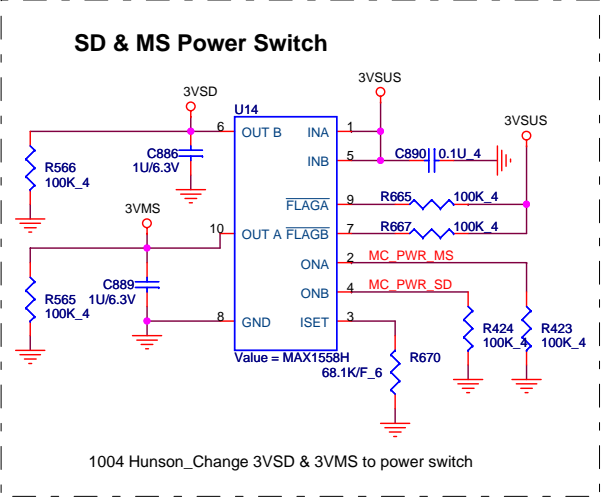 SD & MS Power Switch
3VSUS
3VSD
U14
3VSUS
6 OUT B INA 1
C886
1U/6.3V
INB 5 C890 0.1U_4
R566
100K_4
FLAGA 9 R665 100K_4
3VMS
10 OUT A FLAGB 7 R667 100K_4
ONA 2 MC_PWR_MS
C889
1U/6.3V
ONB 4 MC_PWR_SD
R565
100K_4
8 GND ISET 3
R424
100K_4
R423
100K_4
Value = MAX1558H
68.1K/F_6 R670
1004 Hunson_Change 3VSD & 3VMS to power switch